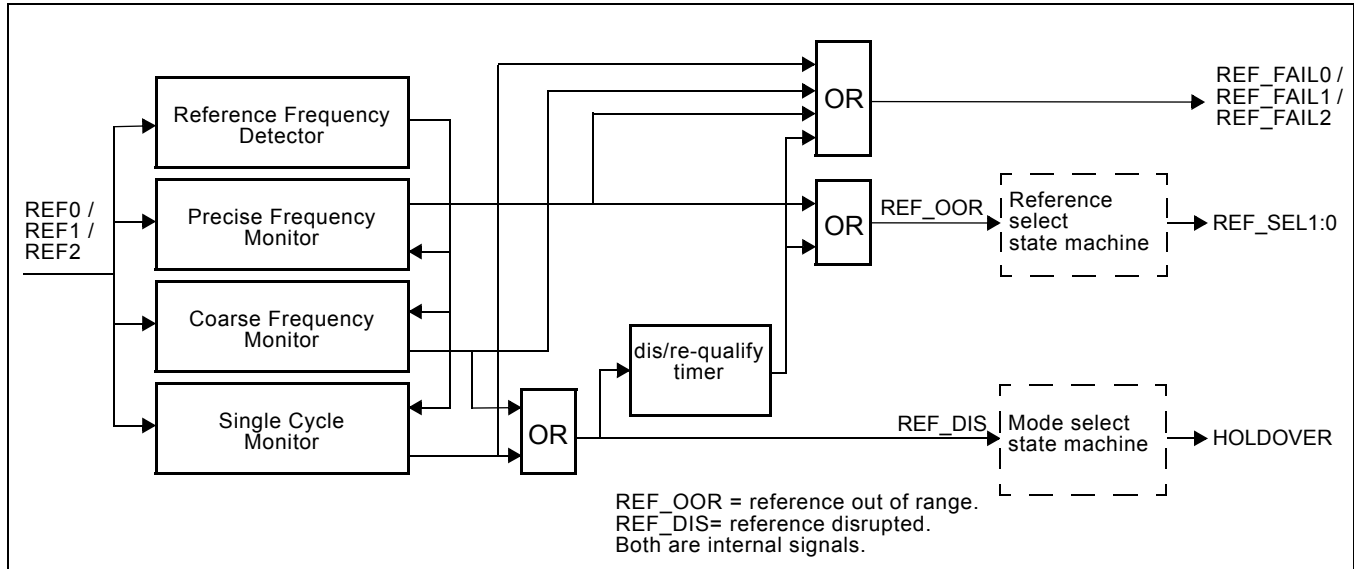 REF0 /
REF1 /
REF2
Reference Frequency
Detector
Precise Frequency
Monitor
Coarse Frequency
Monitor
Single Cycle
Monitor
OR
dis/re-qualify
timer
OR
OR
REF_FAIL0 /
REF_FAIL1 /
REF_FAIL2
REF_OOR
Reference
select
state machine
REF_SEL1:0
REF_DIS
Mode select
state machine
HOLDOVER
REF_OOR = reference out of range.
REF_DIS= reference disrupted.
Both are internal signals.